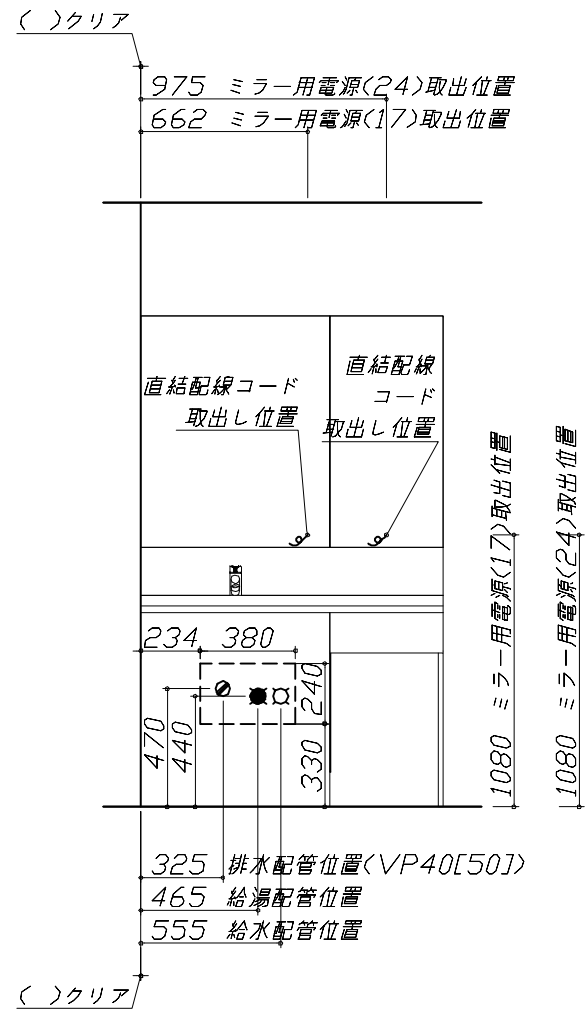 ( )クリア
975 ミラー用電源(24)取出位置
662 ミラー用電源(17)取出位置
直結配線コード
取出し位置
直結配線
コード
取出し位置
234
380
240
330
470
440
1080 ミラー用電源(17)取出位置
1080 ミラー用電源(24)取出位置
325 排水配管位置(VP40[50])
465 給湯配管位置
555 給水配管位置
( )クリア